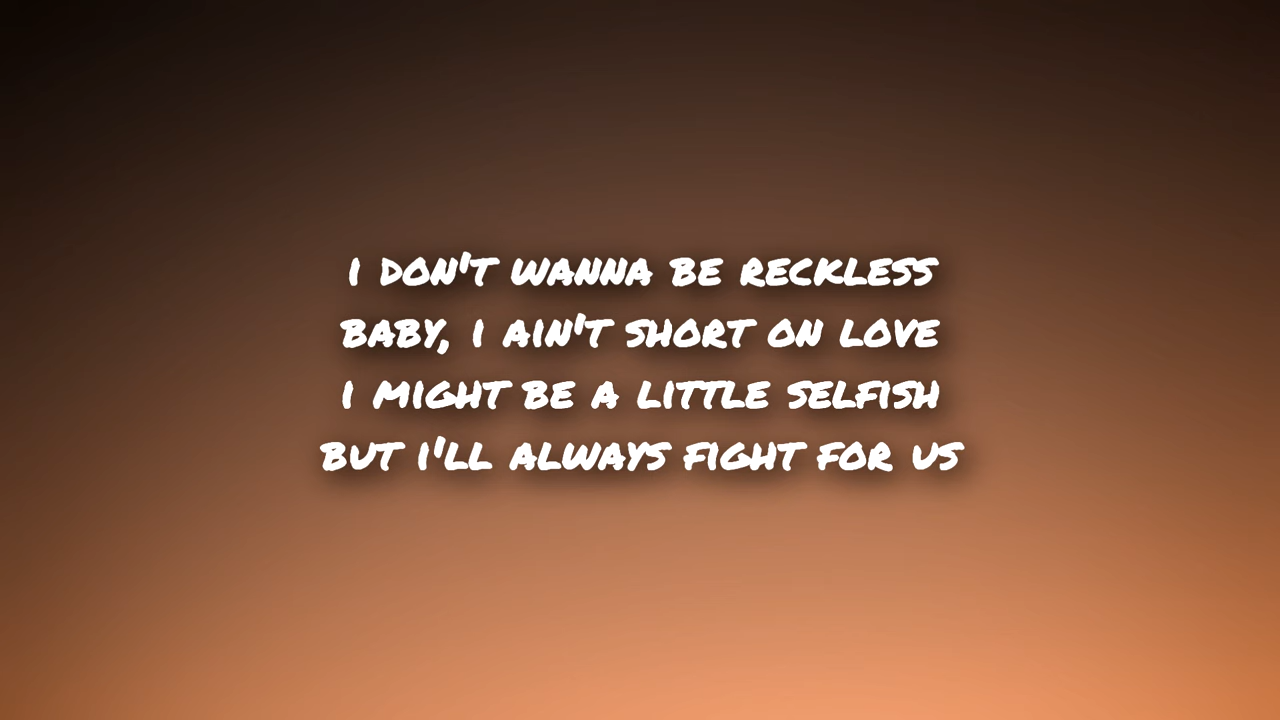 I DON'T WANNA BE RECKLESS
BABY, I AIN'T SHORT ON LOVE
I MIGHT BE A LITTLE SELFISH
BUT I'LL ALWAYS FIGHT FOR US